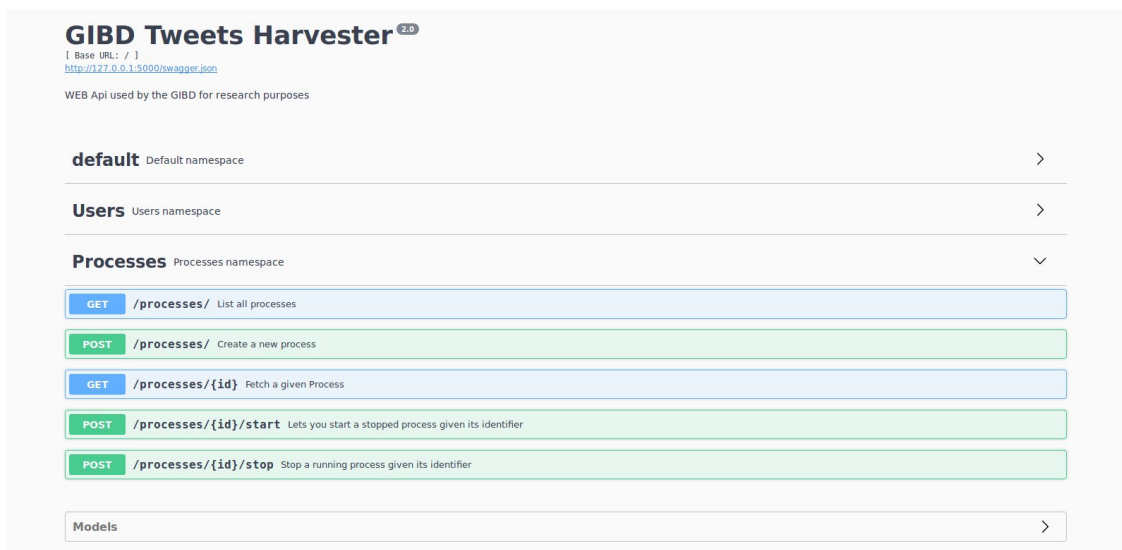 GIBD Tweets Harvester 2.0
[ Base URL: / ]
http://127.0.0.1:5000/swagger.json
WEB Api used by the GIBD for research purposes
default Default namespace
Users Users namespace
Processes Processes namespace
GET /processes/ List all processes
POST /processes/ Create a new process
GET /processes/{id} Fetch a given Process
POST /processes/{id}/start Lets you start a stopped process given its identifier
POST /processes/{id}/stop Stop a running process given its identifier
Models